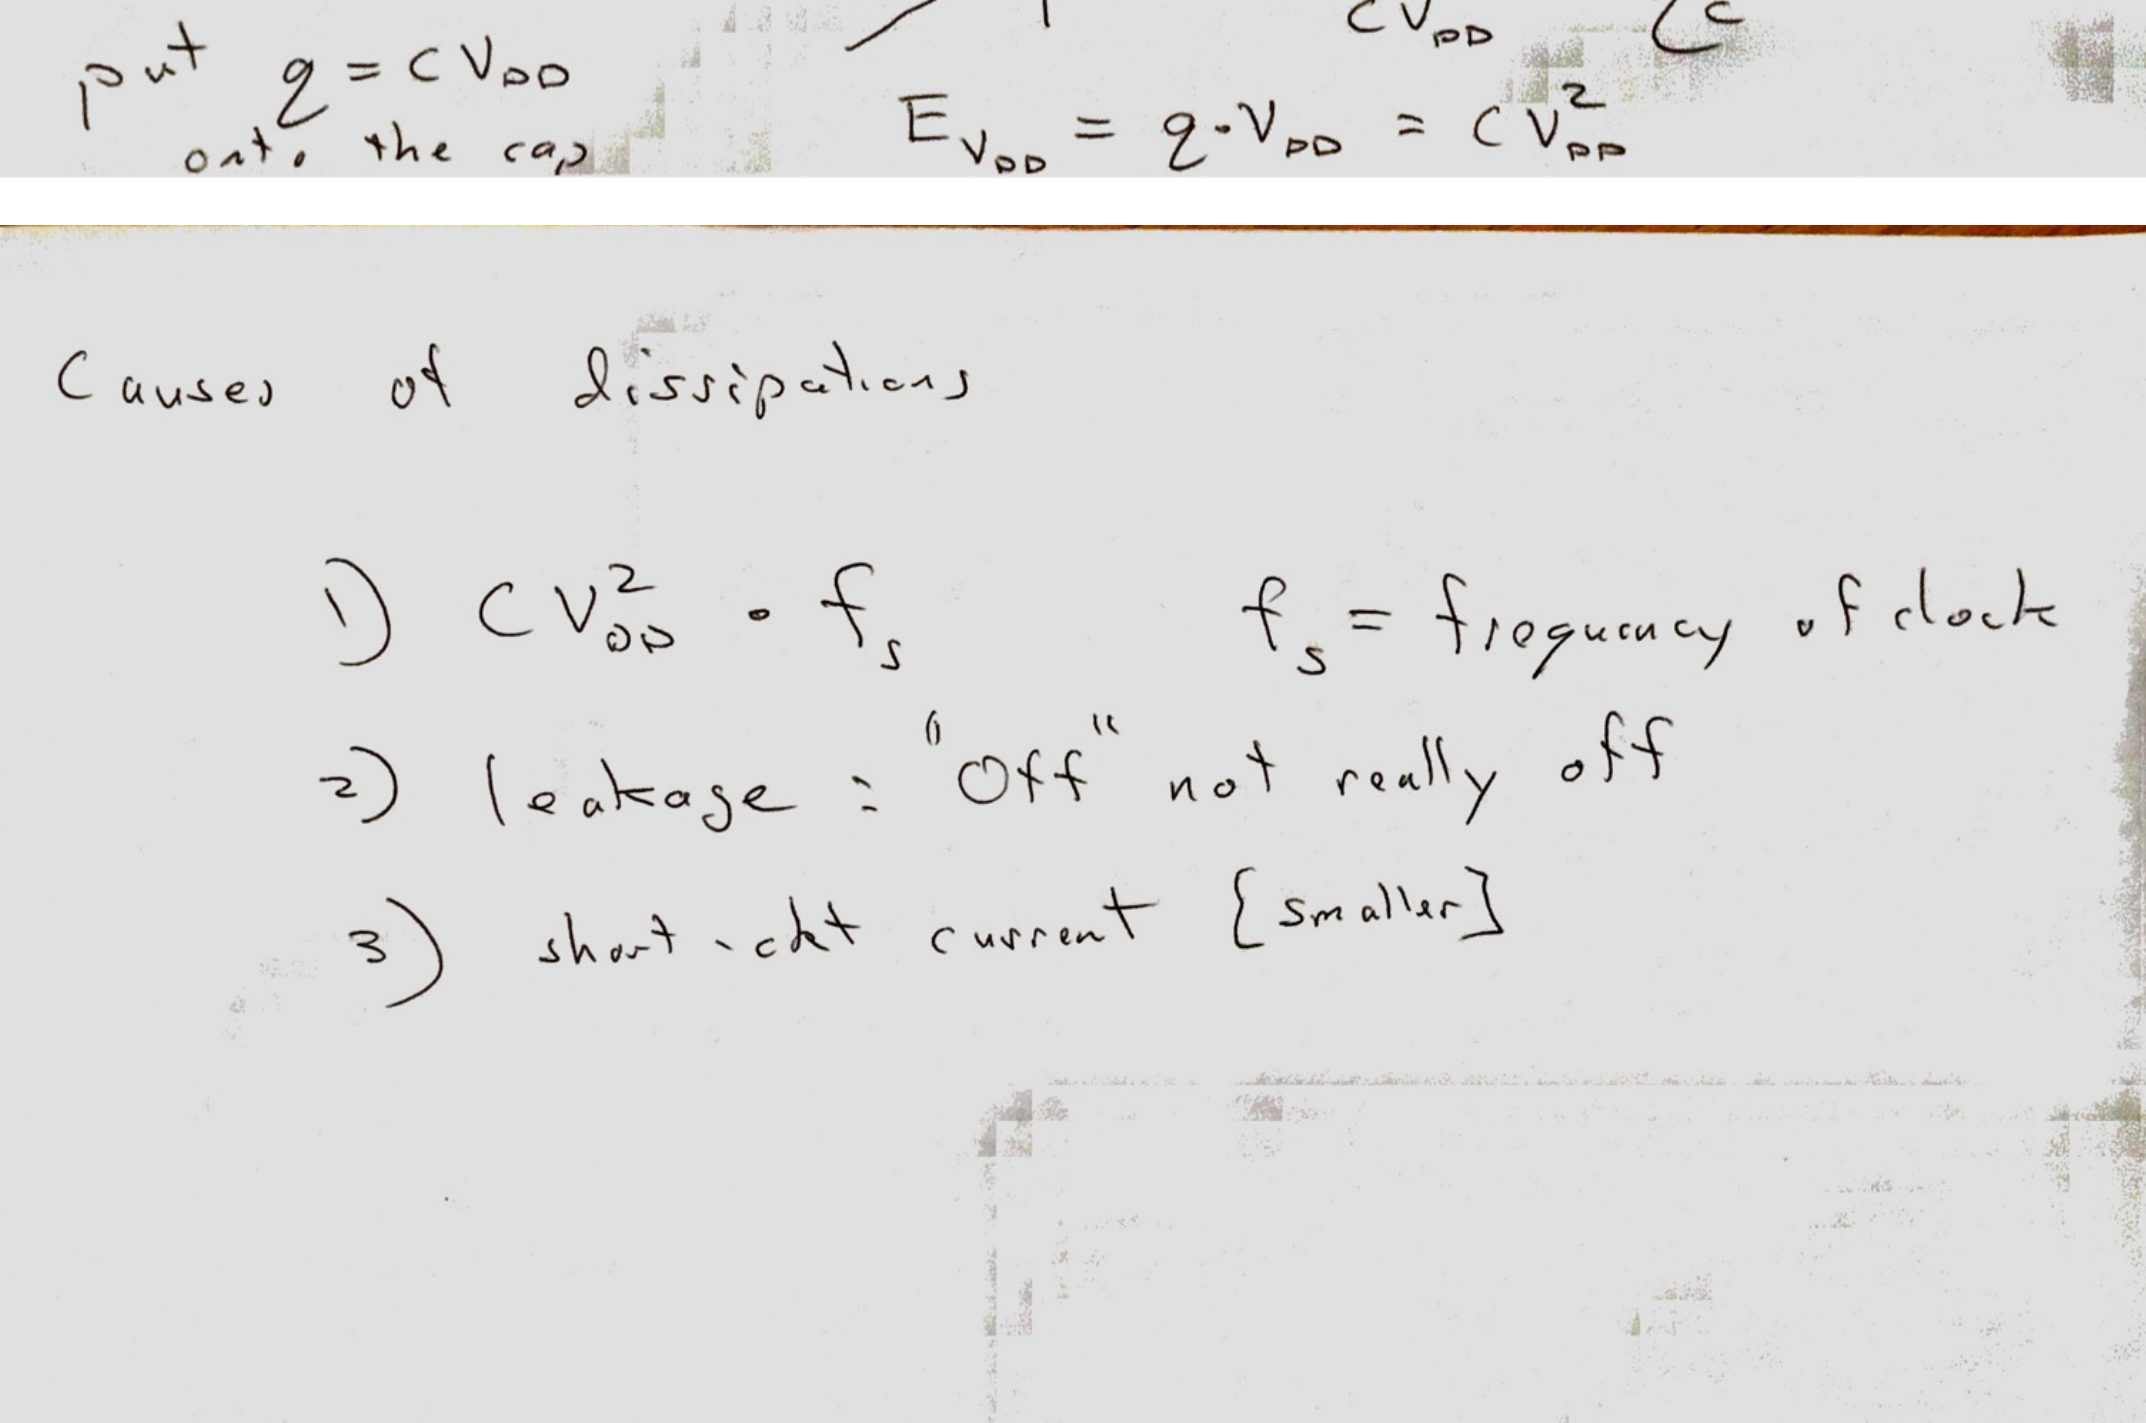 CV_DD
put q = CV_DD
onto the cap
E_V_DD = q·V_DD = CV_DD^2
Causes of dissipations
1) CV_DD^2 · f_s f_s = frequency of clock
2) leakage : "Off" not really off
3) short-ckt current [smaller]